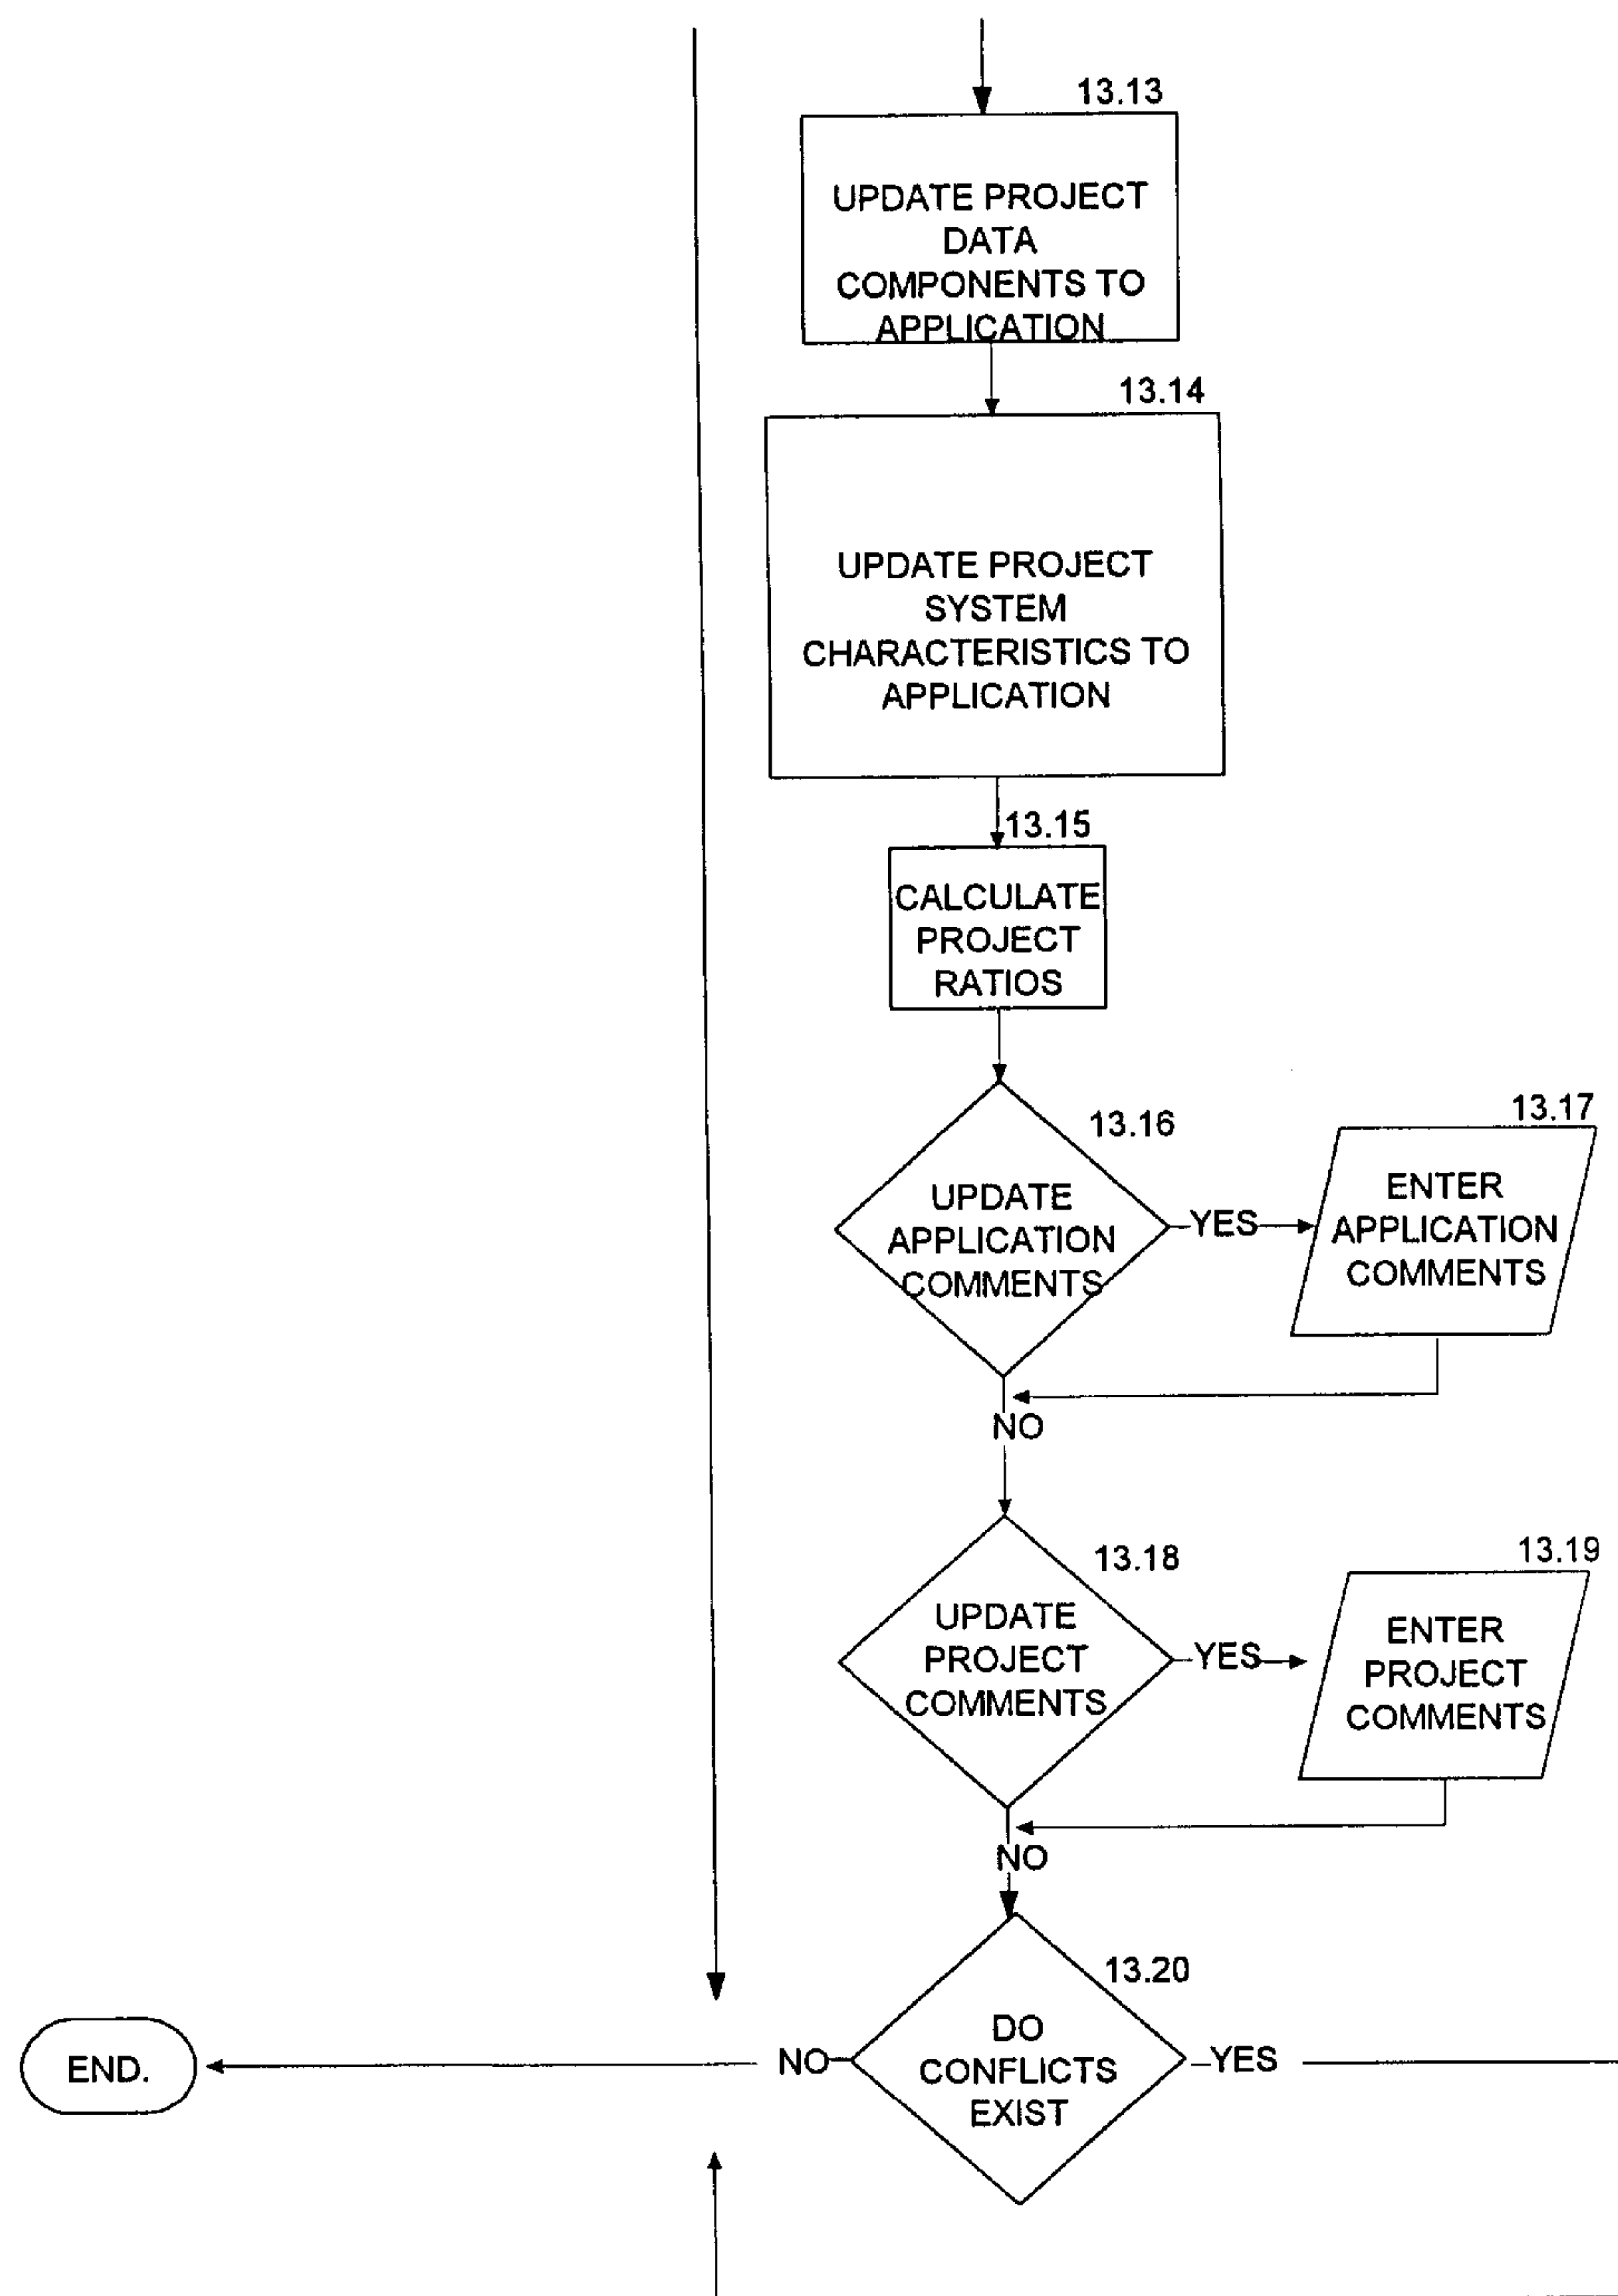 13.13
UPDATE PROJECT
DATA
COMPONENTS TO
APPLICATION
13.14
UPDATE PROJECT
SYSTEM
CHARACTERISTICS TO
APPLICATION
13.15
CALCULATE
PROJECT
RATIOS
13.16
UPDATE
APPLICATION
COMMENTS
YES
13.17
ENTER
APPLICATION
COMMENTS
NO
13.18
UPDATE
PROJECT
COMMENTS
YES
13.19
ENTER
PROJECT
COMMENTS
NO
13.20
DO
CONFLICTS
EXIST
NO
YES
END.